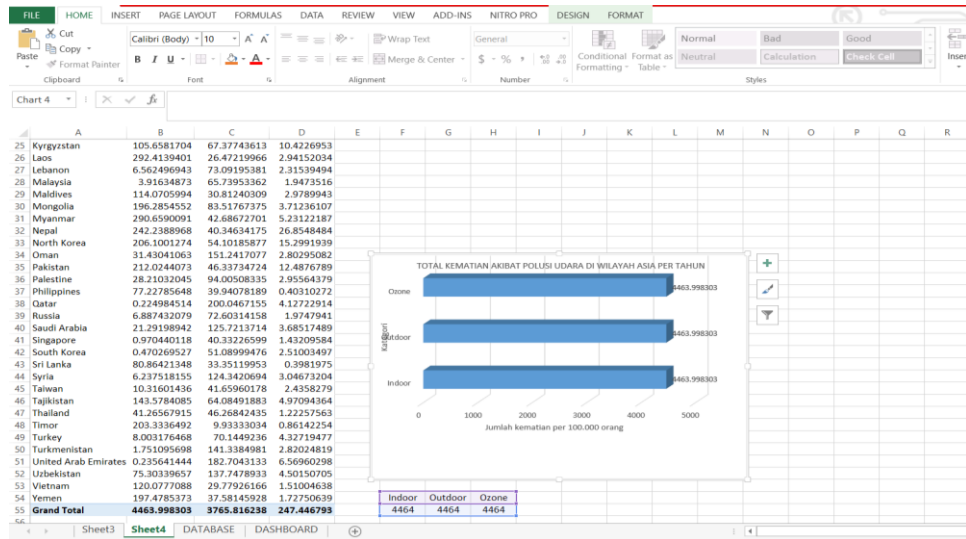 FILE HOME INSERT PAGE LAYOUT FORMULAS DATA REVIEW VIEW ADD-INS NITRO PRO DESIGN FORMAT
Cut
Copy
Format Painter
Paste
Calibri (Body) 10
B I U
Wrap Text
Merge & Center
General
$ - % ,
Conditional Formatting
Format as Table
Normal Bad Good
Neutral Calculation Check Cell
Inser
Clipboard Font Alignment Number Styles
Chart 4 fx
A B C D E F G H I J K L M N O P Q R
25 Kyrgyzstan 105.6581704 67.37743613 10.4226953
26 Laos 292.4139401 26.47219966 2.94152034
27 Lebanon 6.562496943 73.09195381 2.31539494
28 Malaysia 3.91634873 65.73953362 1.9473516
29 Maldives 114.0705994 30.81240309 2.9789943
30 Mongolia 196.2854552 83.51767375 3.71236107
31 Myanmar 290.6590091 42.68672701 5.23122187
32 Nepal 242.2388968 40.34634175 26.8548484
33 North Korea 206.1001274 54.10185877 15.2991939
34 Oman 31.43041063 151.2417077 2.80295082
35 Pakistan 212.0244073 46.33734724 12.4876789
36 Palestine 28.21032045 94.00508335 2.95564379
37 Philippines 77.22785648 39.94078189 0.40310272
38 Qatar 0.224984514 200.0467155 4.12722914
39 Russia 6.887432079 72.60314158 1.9747941
40 Saudi Arabia 21.29198942 125.7213714 3.68517489
41 Singapore 0.970440118 40.33226599 1.43209584
42 South Korea 0.470269527 51.08999476 2.51003497
43 Sri Lanka 80.86421348 33.35119953 0.3981975
44 Syria 6.237518155 124.3420694 3.04673204
45 Taiwan 10.31601436 41.65960178 2.4358279
46 Tajikistan 143.5784085 64.08491883 4.97094364
47 Thailand 41.26567915 46.26842435 1.22257563
48 Timor 203.3336492 9.93333034 0.86142254
49 Turkey 8.003176468 70.1449236 4.32719477
50 Turkmenistan 1.751095698 141.3384981 2.82024819
51 United Arab Emirates 0.235641444 182.7043133 6.56960298
52 Uzbekistan 75.30339657 137.7478933 4.50150705
53 Vietnam 120.0777088 29.77926166 1.51004638
54 Yemen 197.4785373 37.58145928 1.72750639
55 Grand Total 4463.998303 3765.816238 247.446793
56
TOTAL KEMATIAN AKIBAT POLUSI UDARA DI WILAYAH ASIA PER TAHUN
Kategori
Ozone 4463.998303
Outdoor 4463.998303
Indoor 4463.998303
0 1000 2000 3000 4000 5000
Jumlah kematian per 100.000 orang
Indoor Outdoor Ozone
4464 4464 4464
Sheet3 Sheet4 DATABASE DASHBOARD